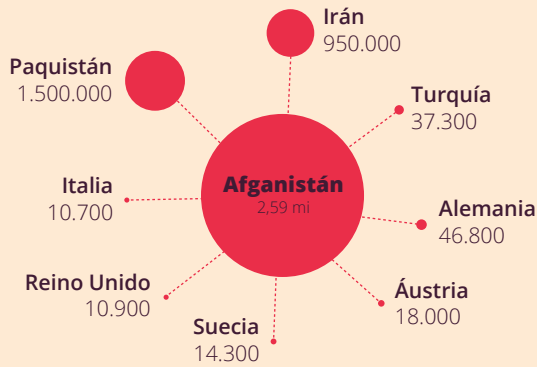 Irán
950.000
Paquistán
1.500.000
Turquía
37.300
Afganistán
2,59 mi
Italia
10.700
Alemania
46.800
Reino Unido
10.900
Áustria
18.000
Suecia
14.300